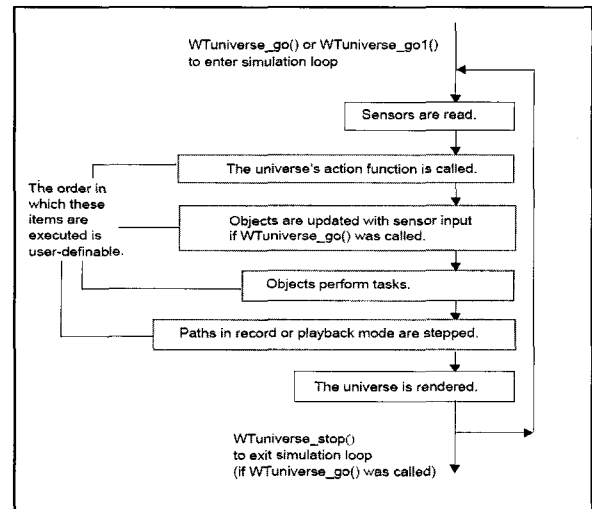 WTuniverse_go() or WTuniverse_go1()
to enter simulation loop
Sensors are read.
The universe's action function is called.
The order in
which these
items are
executed is
user-definable.
Objects are updated with sensor input
if WTuniverse_go() was called.
Objects perform tasks.
Paths in record or playback mode are stepped.
The universe is rendered.
WTuniverse_stop()
to exit simulation loop
(if WTuniverse_go() was called)